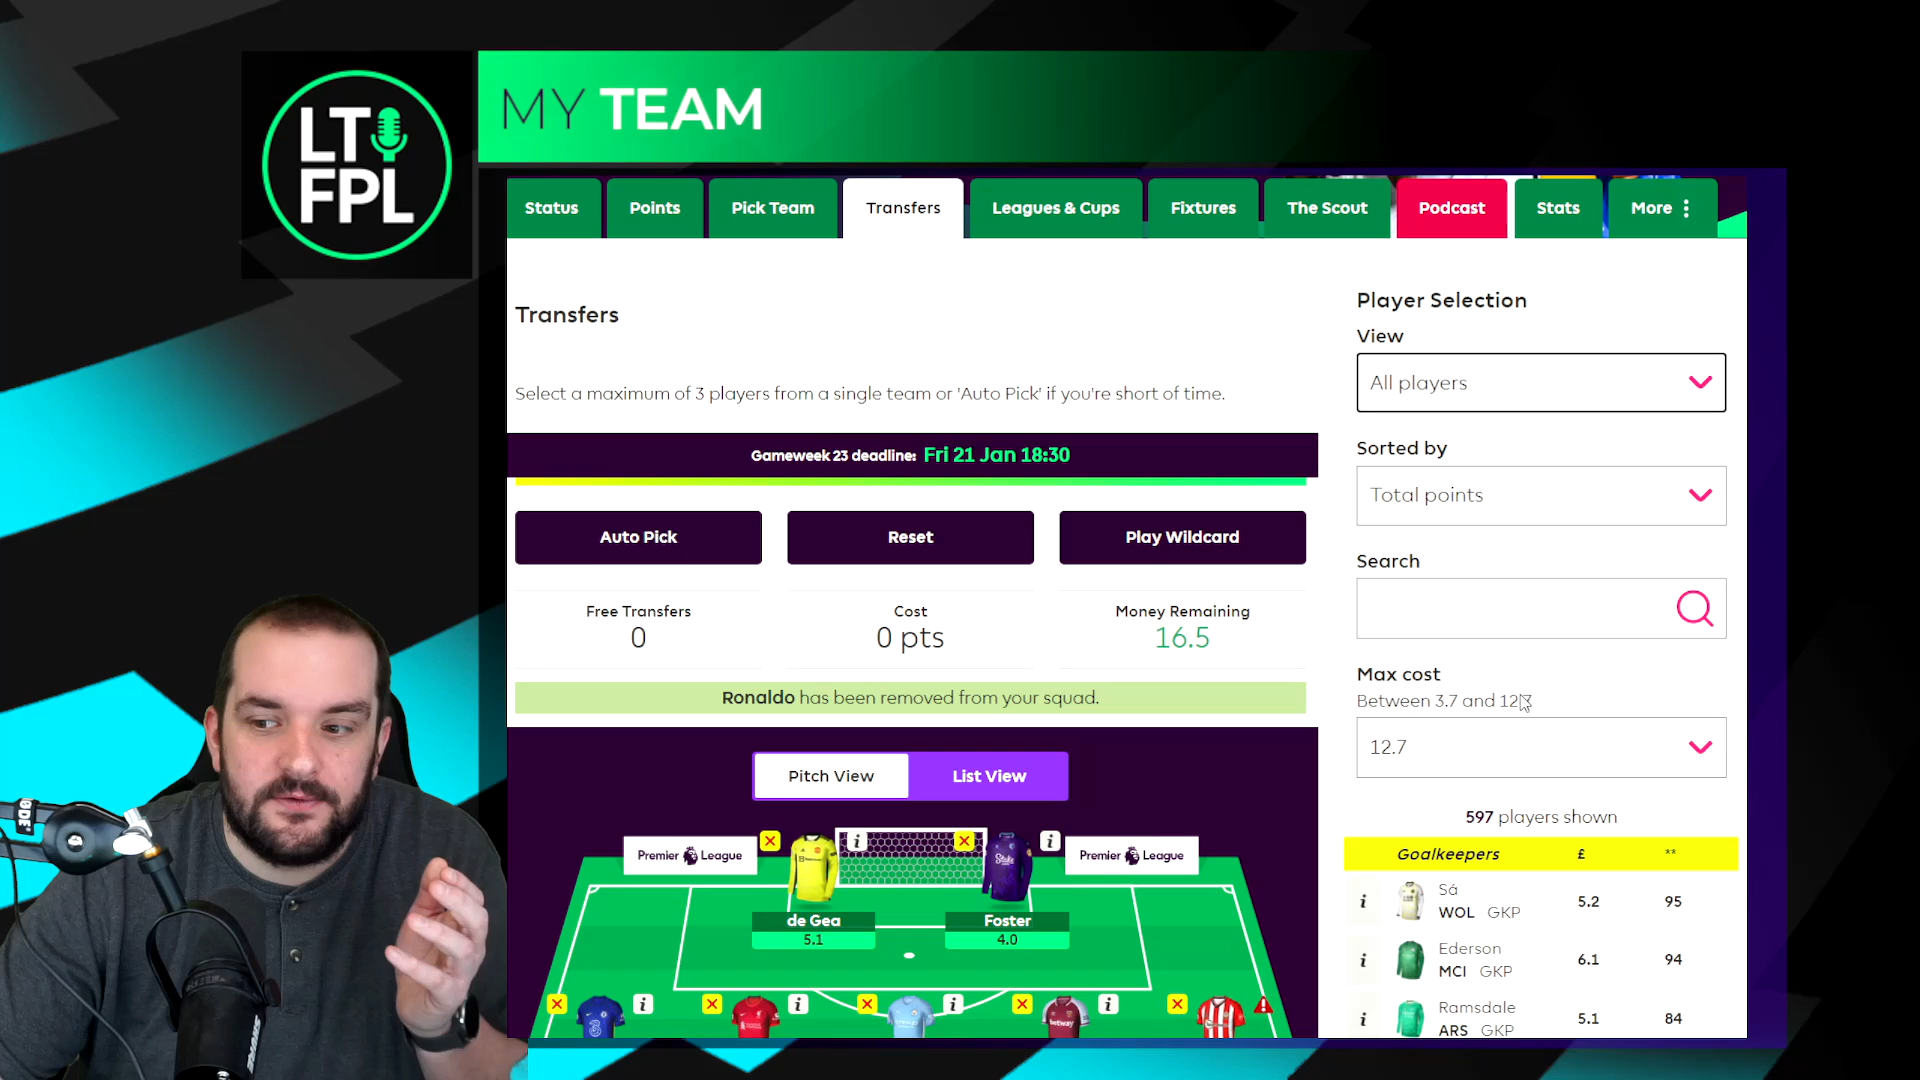 LT
FPL
MY TEAM
Status
Points
Pick Team
Transfers
Leagues & Cups
Fixtures
The Scout
Podcast
Stats
More
Transfers
Select a maximum of 3 players from a single team or 'Auto Pick' if you're short of time.
Gameweek 23 deadline: Fri 21 Jan 18:30
Auto Pick
Reset
Play Wildcard
Free Transfers
0
Cost
0 pts
Money Remaining
16.5
Ronaldo has been removed from your squad.
Pitch View
List View
Premier League
Premier League
de Gea
5.1
Foster
4.0
Player Selection
View
All players
Sorted by
Total points
Search
Max cost
Between 3.7 and 12.7
12.7
597 players shown
Goalkeepers £ **
Sá
WOL GKP 5.2 95
Ederson
MCI GKP 6.1 94
Ramsdale
ARS GKP 5.1 84